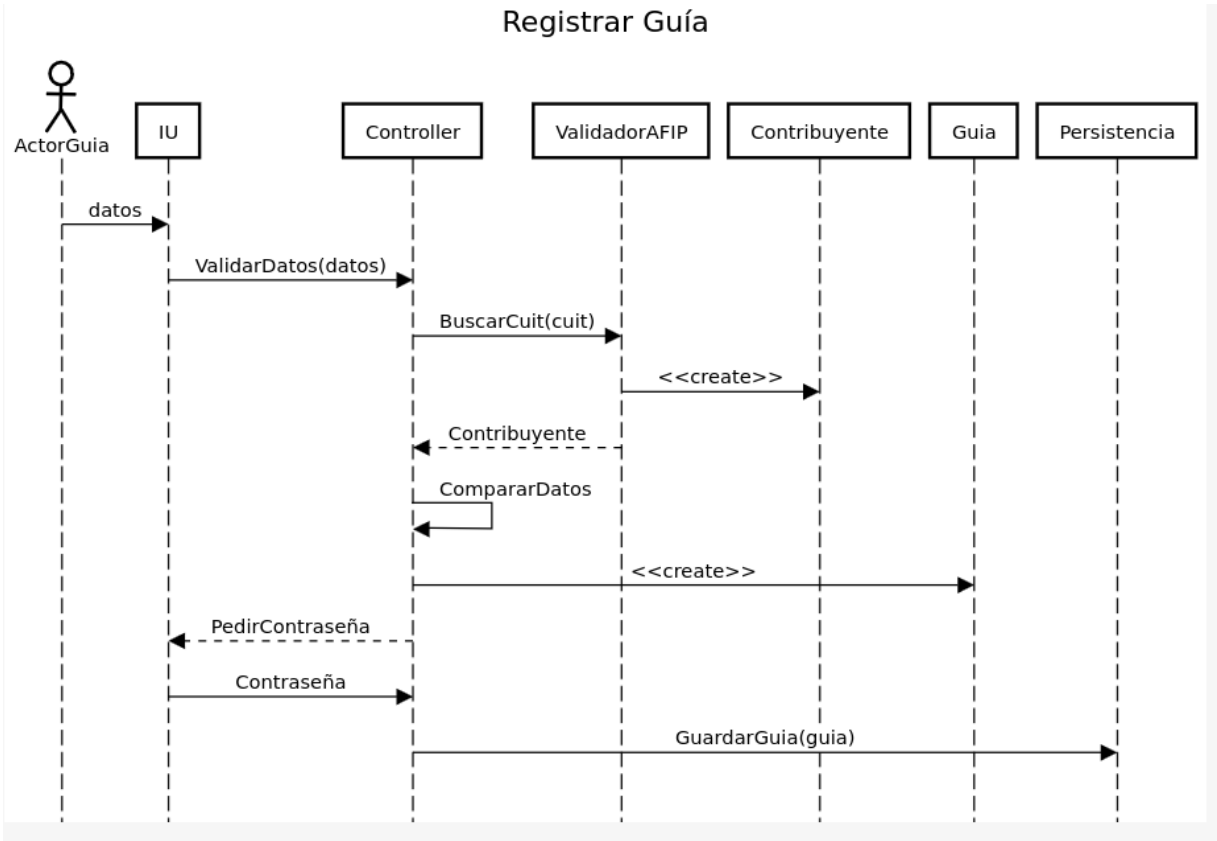 Registrar Guía
ActorGuia
IU
Controller
ValidadorAFIP
Contribuyente
Guia
Persistencia
datos
ValidarDatos(datos)
BuscarCuit(cuit)
<<create>>
Contribuyente
CompararDatos
<<create>>
PedirContraseña
Contraseña
GuardarGuia(guia)